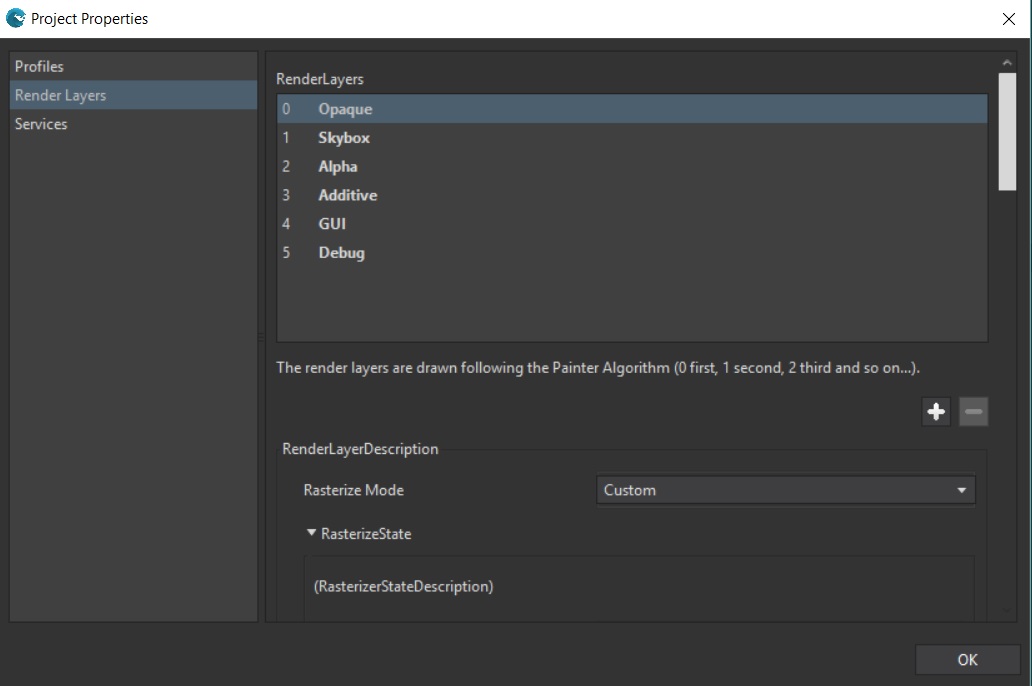 Project Properties
Profiles
Render Layers
Services
RenderLayers
0 Opaque
1 Skybox
2 Alpha
3 Additive
4 GUI
5 Debug
The render layers are drawn following the Painter Algorithm (0 first, 1 second, 2 third and so on...).
RenderLayerDescription
Rasterize Mode Custom
RasterizeState
(RasterizerStateDescription)
OK